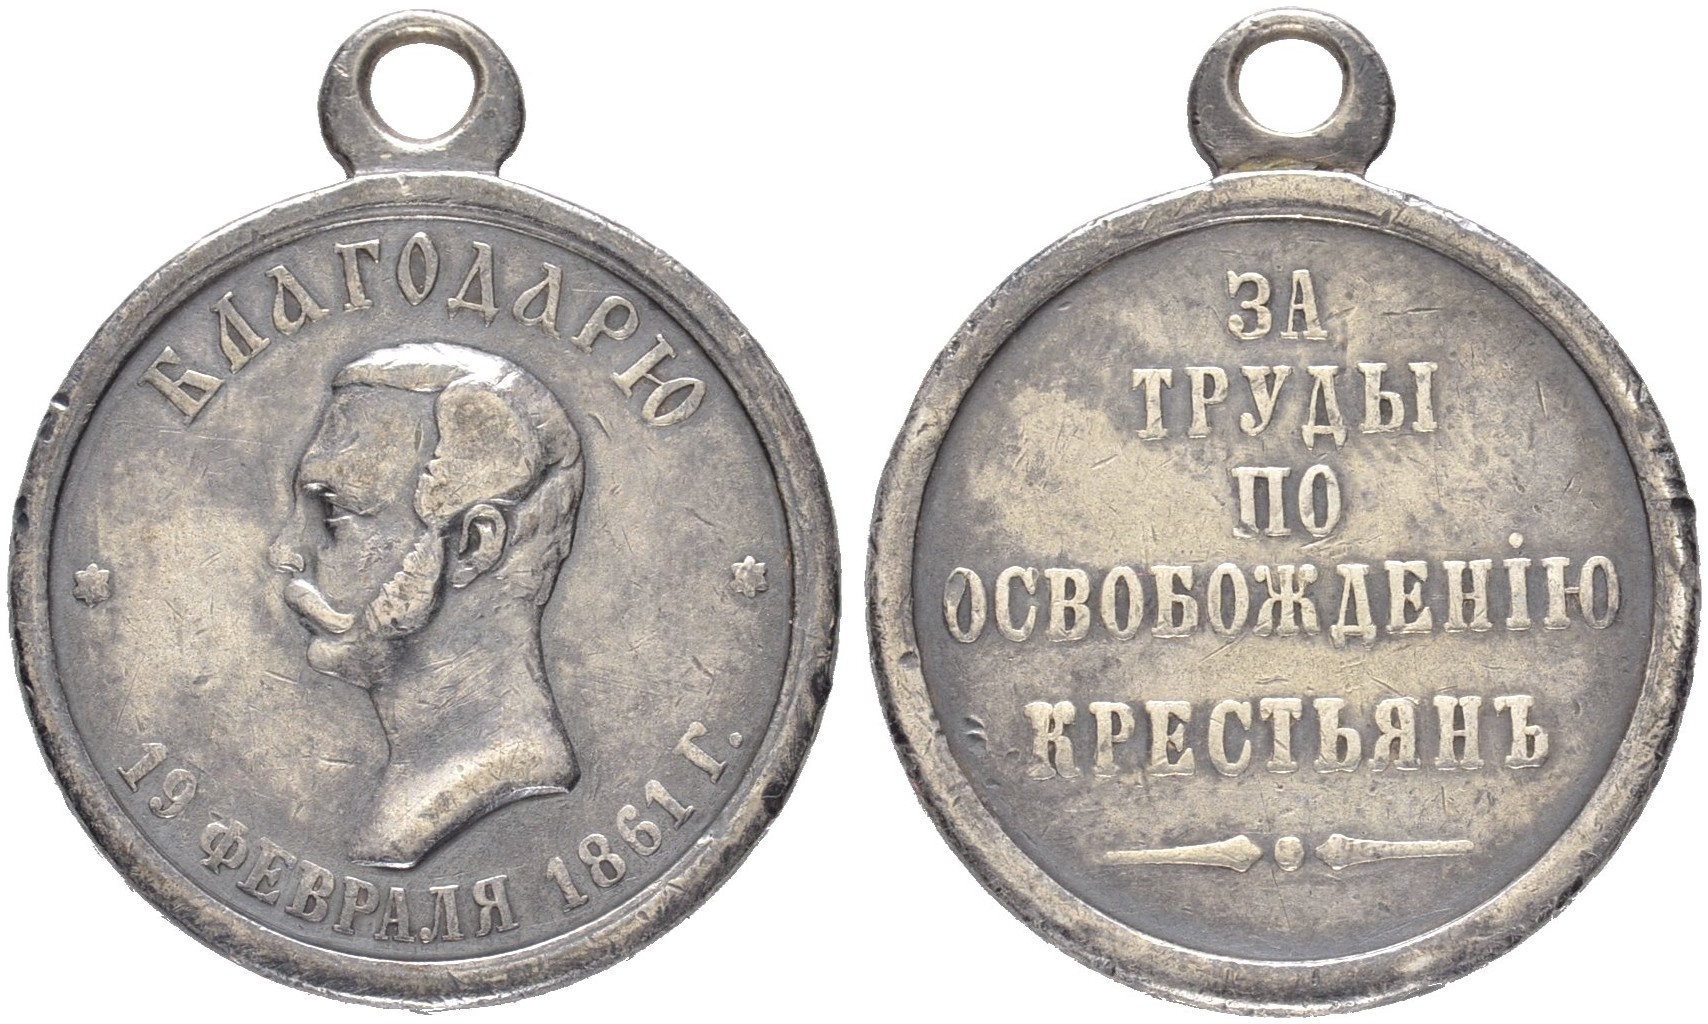 БЛАГОДАРЮ
19 ФЕВРАЛЯ 1861 Г.
ЗА
ТРУДЫ
ПО
ОСВОБОЖДЕНІЮ
КРЕСТЬЯНЪ